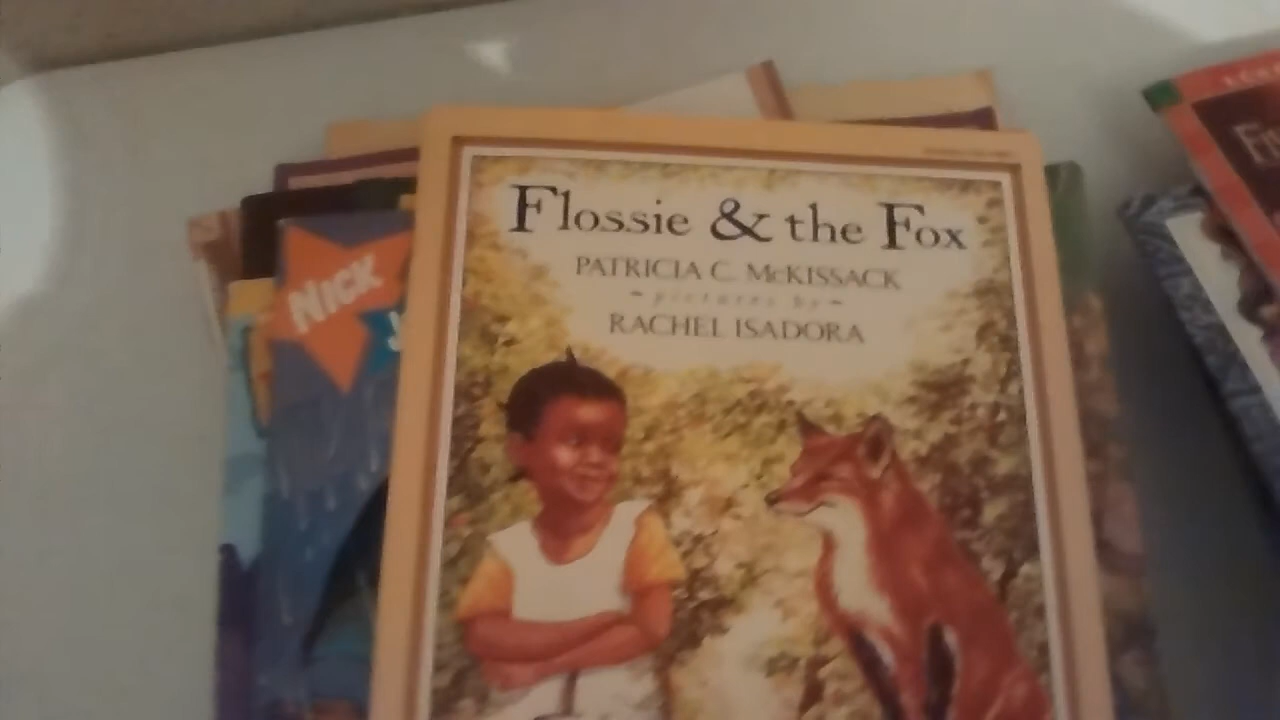 Flossie & the Fox
PATRICIA C. McKISSACK
- pictures by -
RACHEL ISADORA
NICK